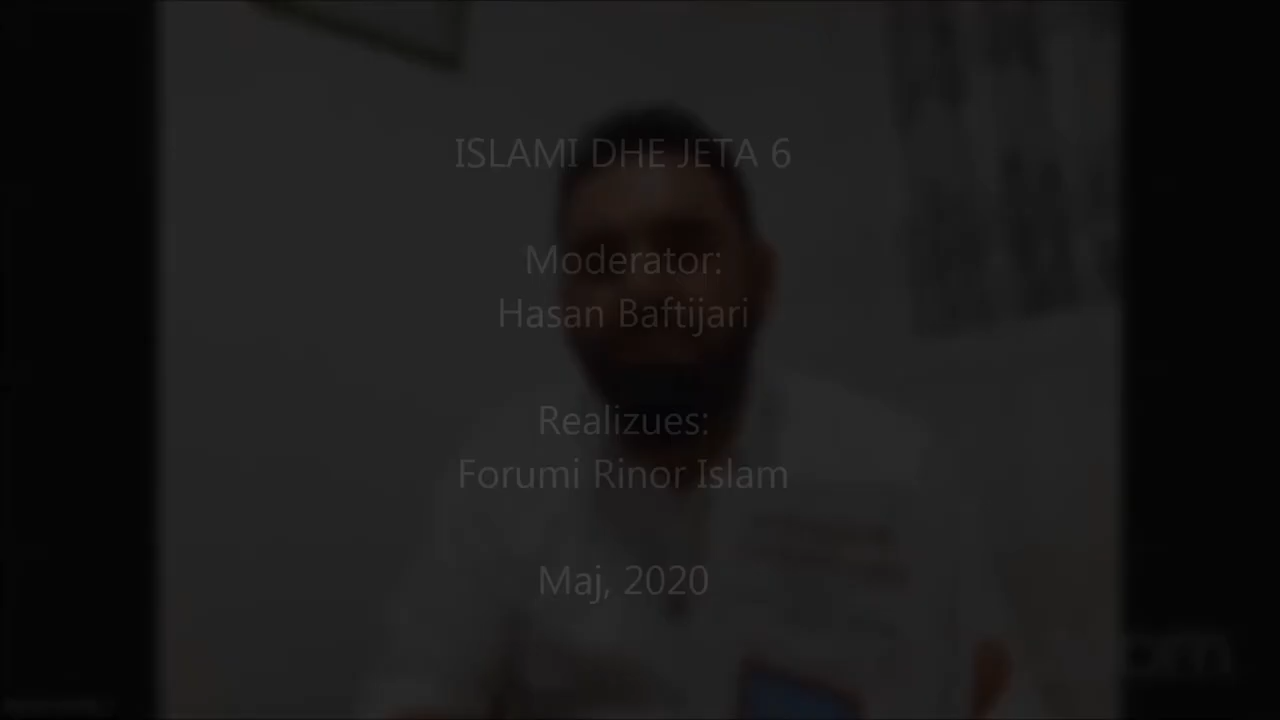 ISLAMI DHE JETA 6
Moderator:
Hasan Baftijari
Realizues:
Forumi Rinor Islam
Maj, 2020